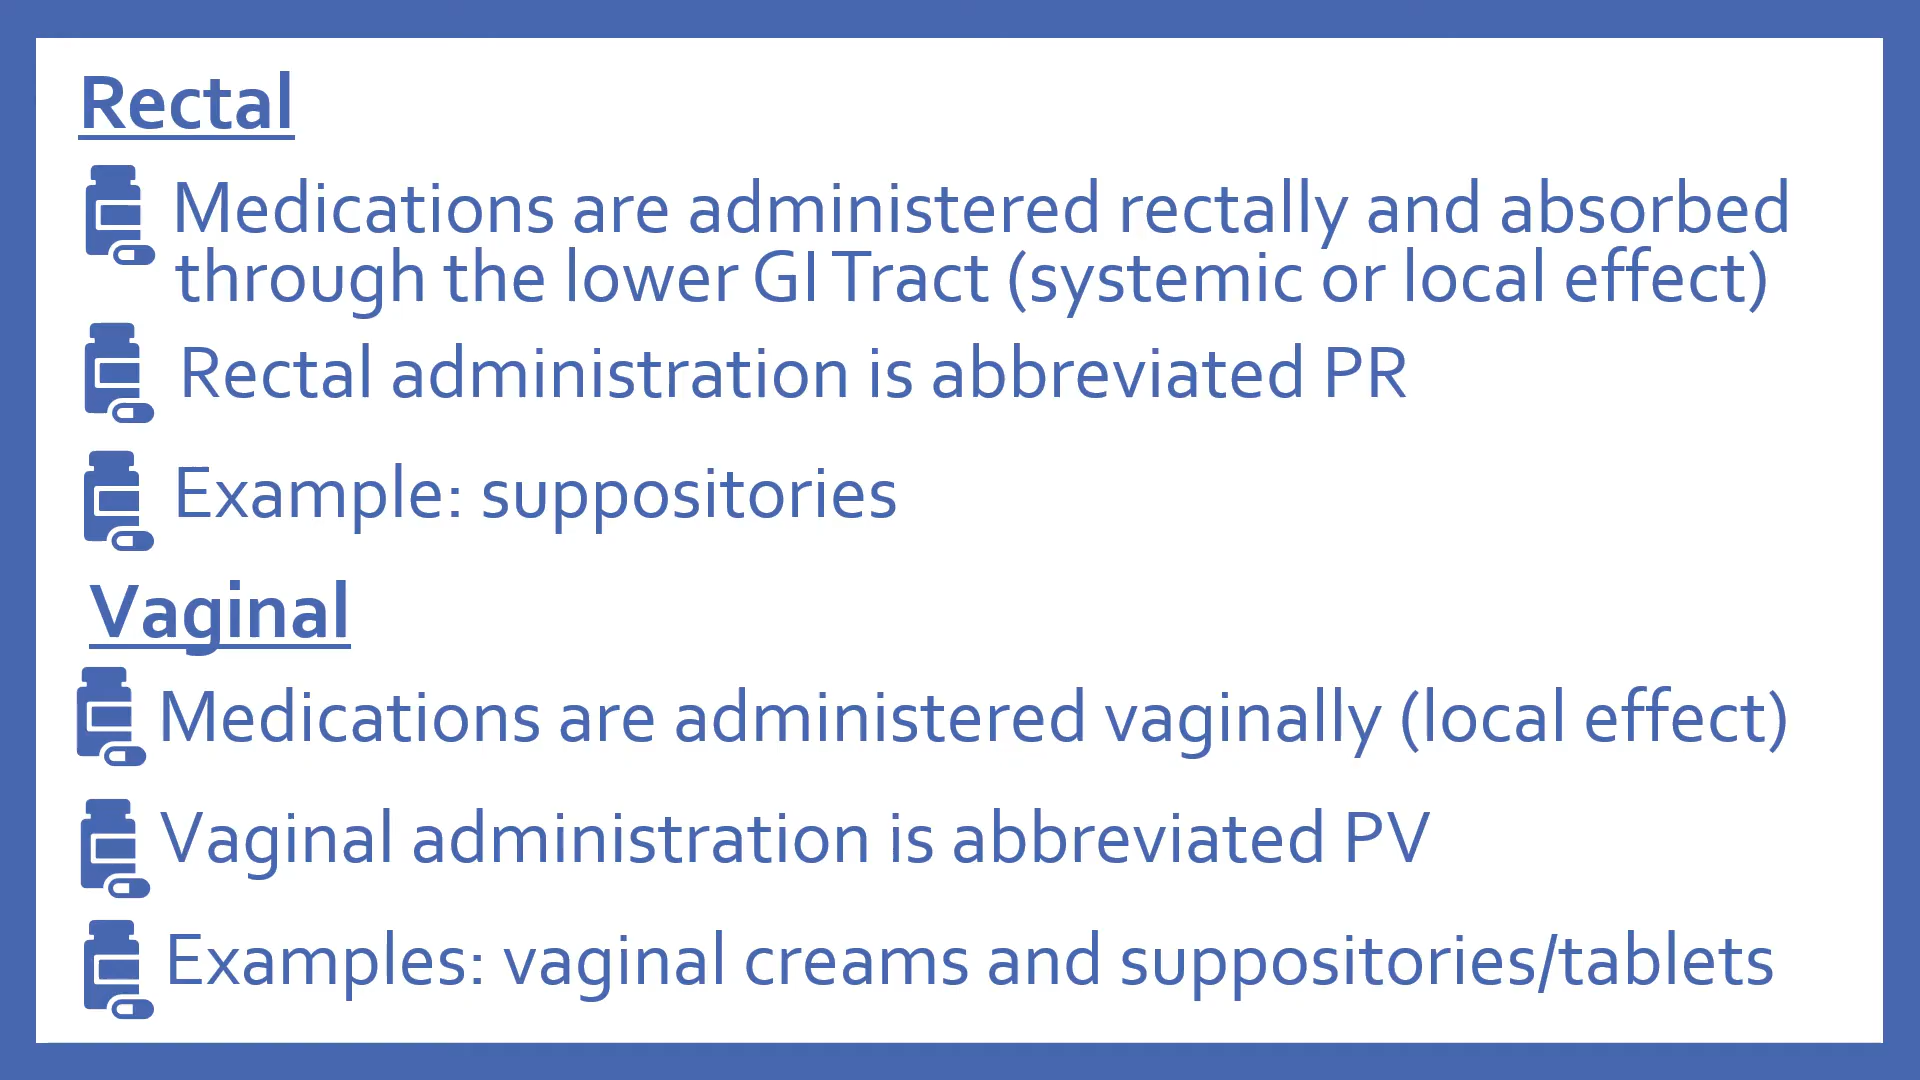 Rectal
Medications are administered rectally and absorbed
through the lower GI Tract (systemic or local effect)
Rectal administration is abbreviated PR
Example: suppositories
Vaginal
Medications are administered vaginally (local effect)
Vaginal administration is abbreviated PV
Examples: vaginal creams and suppositories/tablets